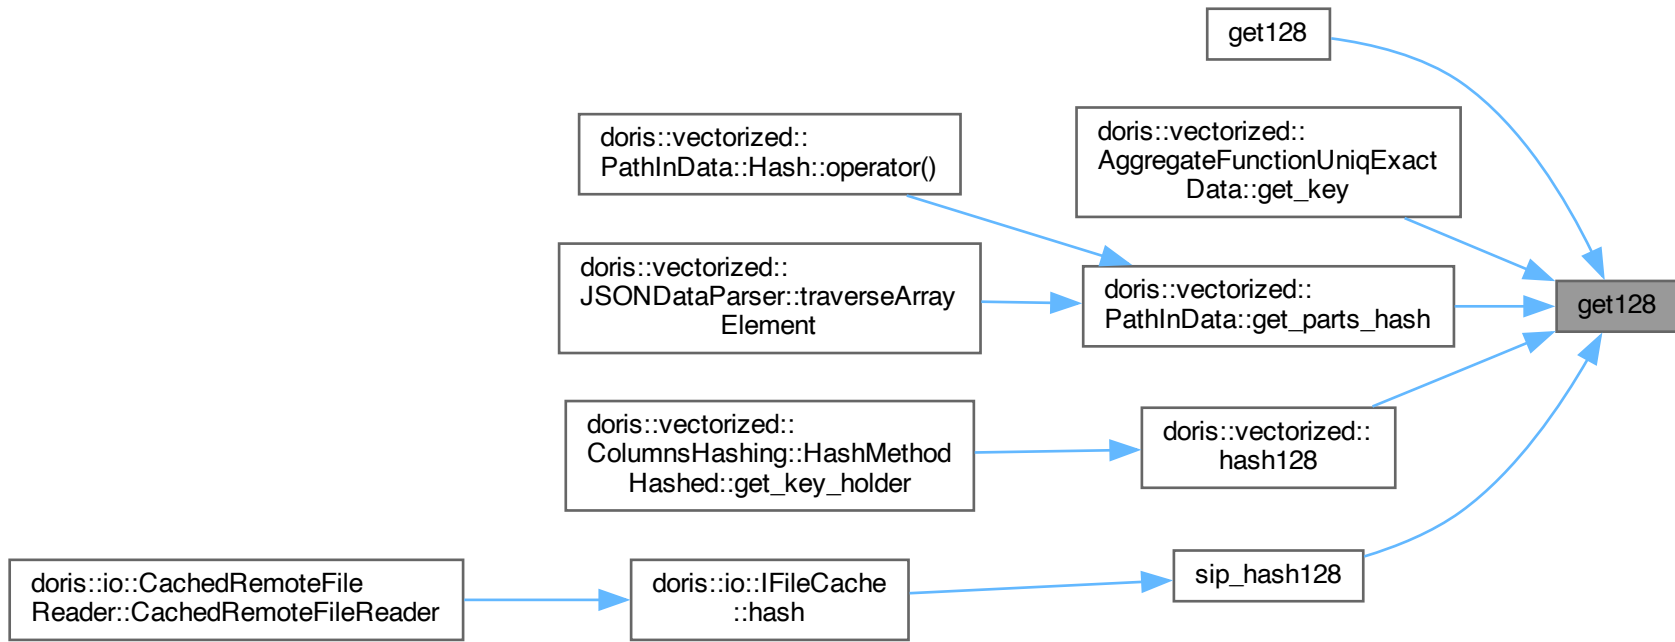 get128
doris::vectorized::
AggregateFunctionUniqExact
Data::get_key
doris::vectorized::
PathInData::Hash::operator()
doris::vectorized::
JSONDataParser::traverseArray
Element
doris::vectorized::
PathInData::get_parts_hash
get128
doris::vectorized::
ColumnsHashing::HashMethod
Hashed::get_key_holder
doris::vectorized::
hash128
doris::io::CachedRemoteFile
Reader::CachedRemoteFileReader
doris::io::IFileCache
::hash
sip_hash128